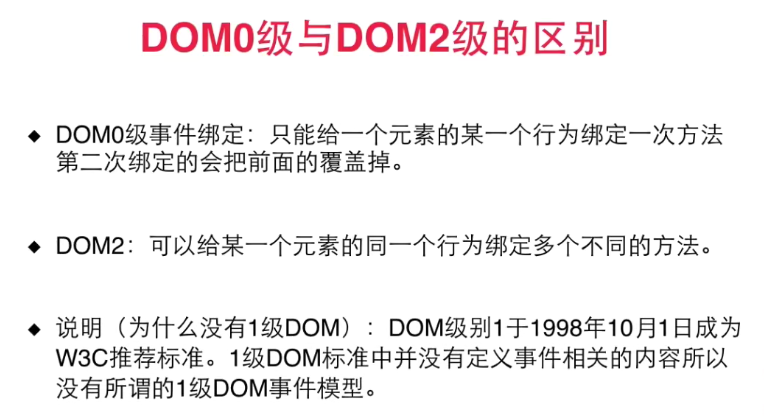 DOM0级与DOM2级的区别
◆ DOM0级事件绑定：只能给一个元素的某一个行为绑定一次方法
第二次绑定的会把前面的覆盖掉。
◆ DOM2：可以给某一个元素的同一个行为绑定多个不同的方法。
◆ 说明（为什么没有1级DOM）：DOM级别1于1998年10月1日成为
W3C推荐标准。1级DOM标准中并没有定义事件相关的内容所以
没有所谓的1级DOM事件模型。